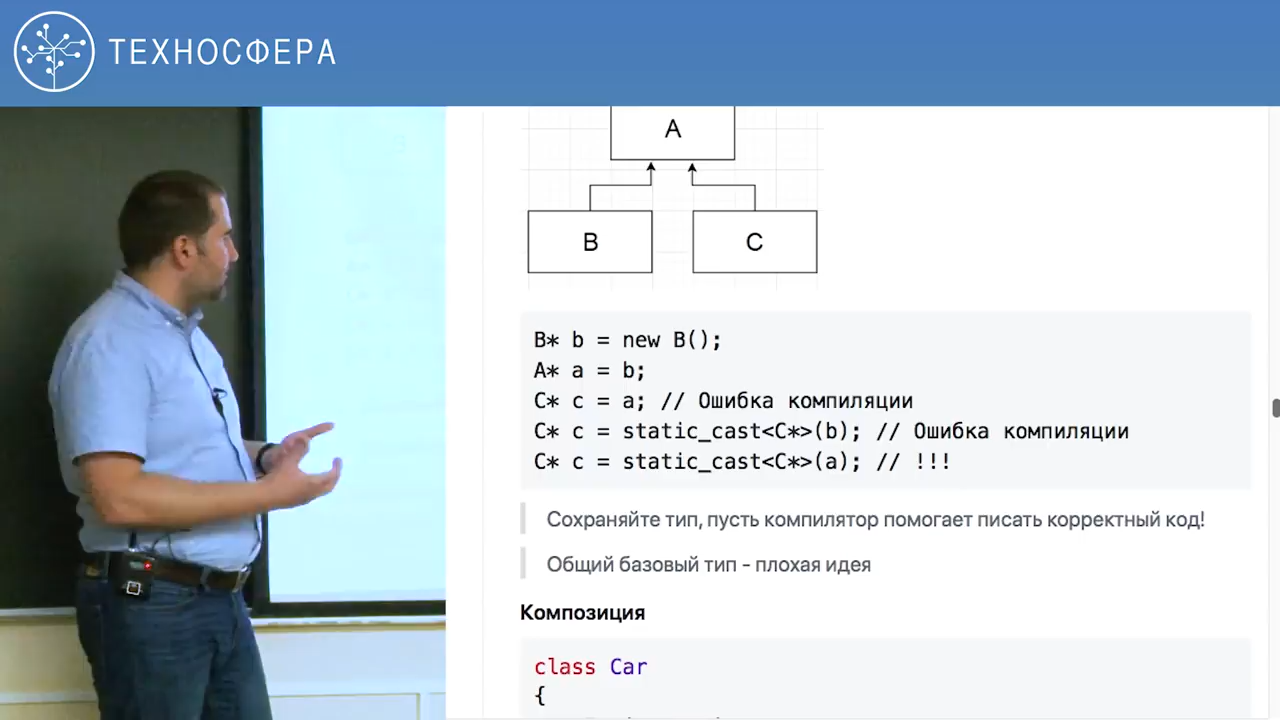 ТЕХНОСФЕРА
A
B
C
B* b = new B();
A* a = b;
C* c = a; // Ошибка компиляции
C* c = static_cast<C*>(b); // Ошибка компиляции
C* c = static_cast<C*>(a); // !!!
Сохраняйте тип, пусть компилятор помогает писать корректный код!
Общий базовый тип - плохая идея
Композиция
class Car
{